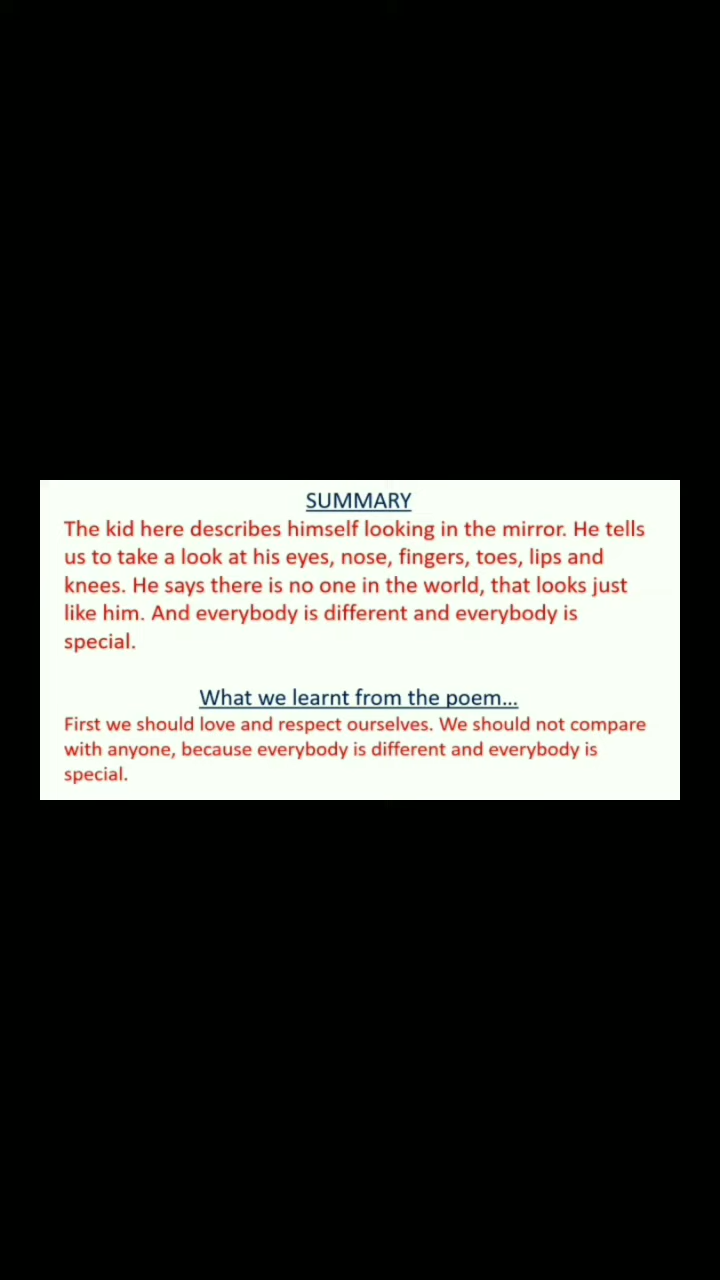 SUMMARY
The kid here describes himself looking in the mirror. He tells
us to take a look at his eyes, nose, fingers, toes, lips and
knees. He says there is no one in the world, that looks just
like him. And everybody is different and everybody is
special.
What we learnt from the poem...
First we should love and respect ourselves. We should not compare
with anyone, because everybody is different and everybody is
special.